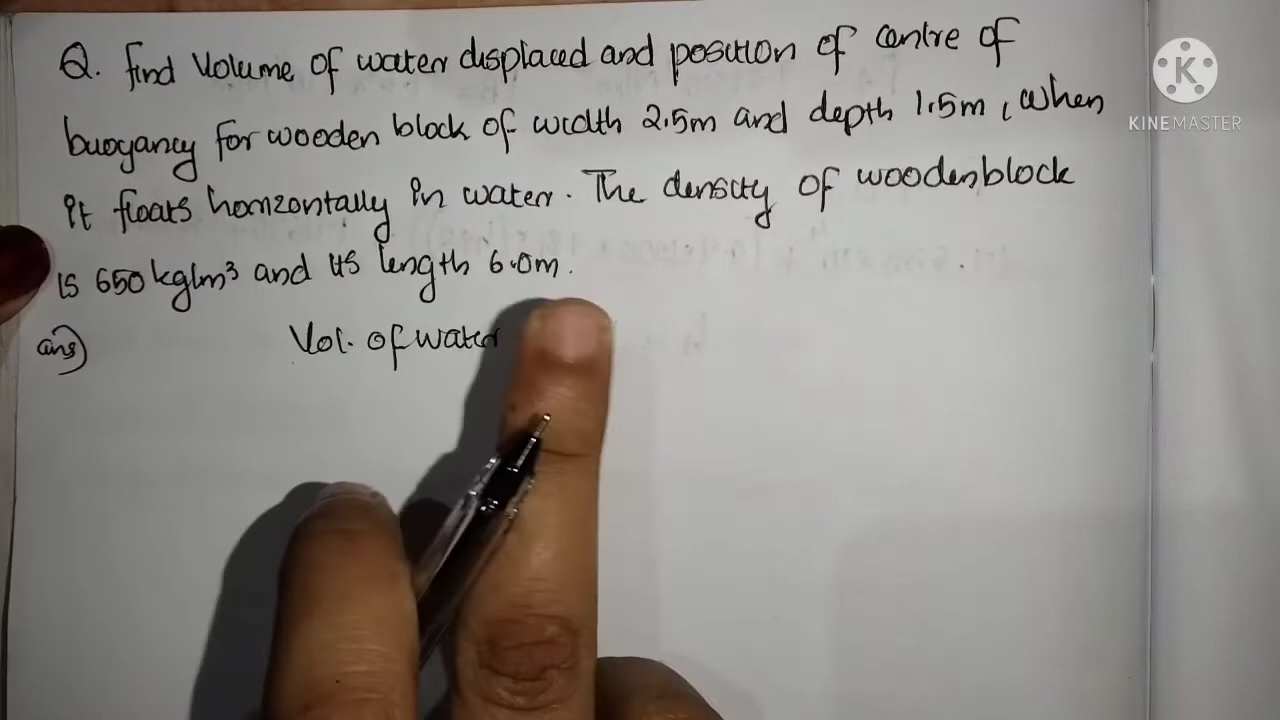 Q. find Volume of water displaced and position of centre of
buoyancy for wooden block of width 2.5m and depth 1.5m, when
it floats horizontally in water. The density of wooden block
is 650 kg/m³ and its length 6.0m.
ans) Vol. of water
K
KINEMASTER